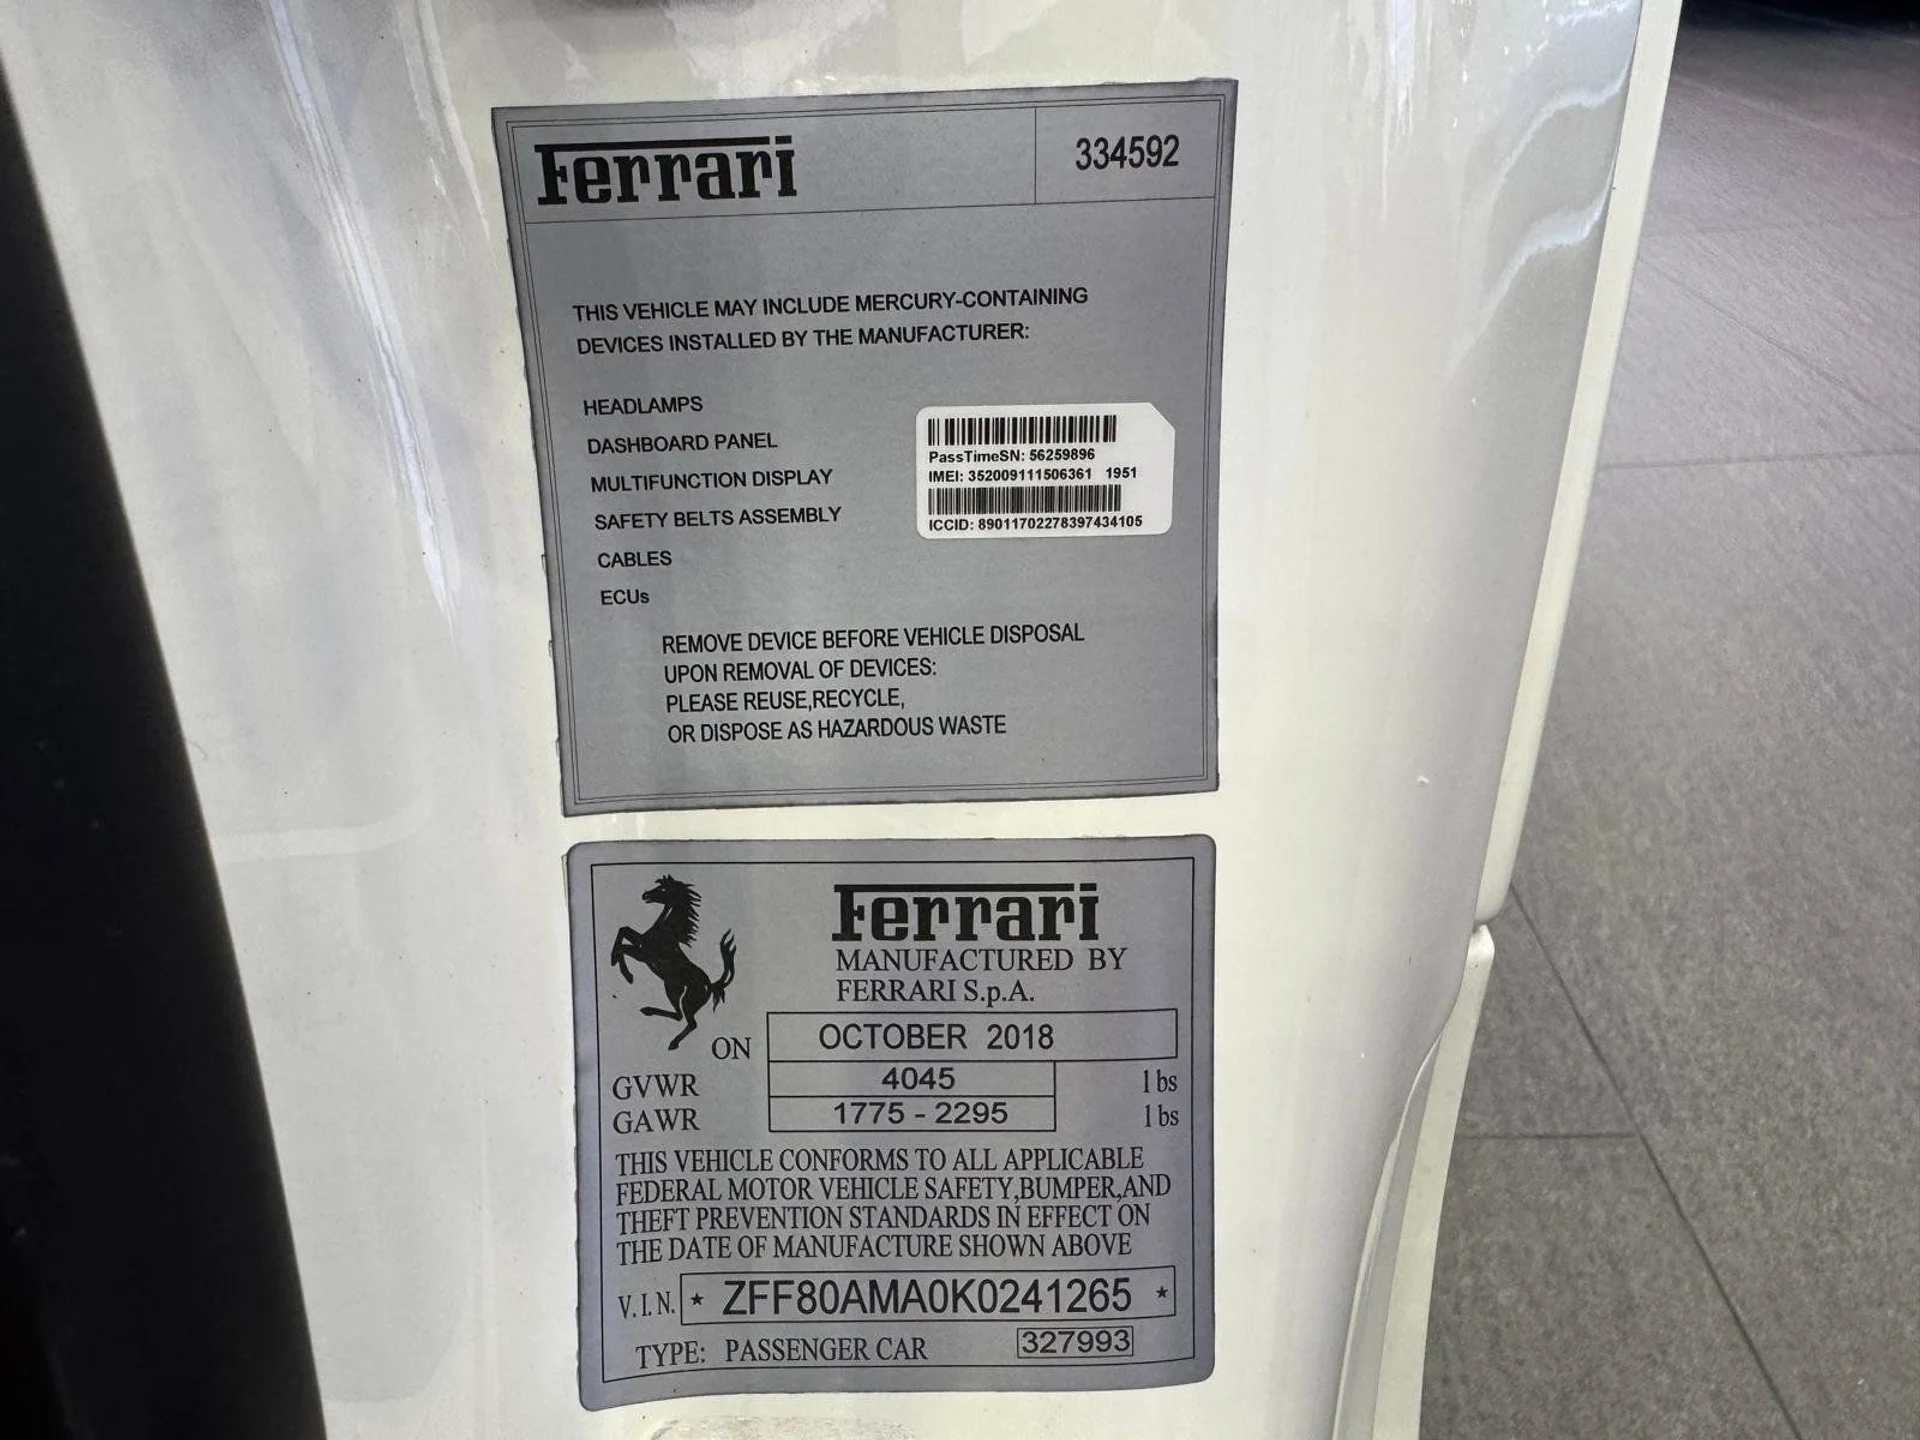 Ferrari 334592
THIS VEHICLE MAY INCLUDE MERCURY-CONTAINING
DEVICES INSTALLED BY THE MANUFACTURER:
HEADLAMPS
DASHBOARD PANEL
MULTIFUNCTION DISPLAY
SAFETY BELTS ASSEMBLY
CABLES
ECUs
PassTimeSN: 56259896
IMEI: 352009111506361 1951
ICCID: 89011702278397434105
REMOVE DEVICE BEFORE VEHICLE DISPOSAL
UPON REMOVAL OF DEVICES:
PLEASE REUSE,RECYCLE,
OR DISPOSE AS HAZARDOUS WASTE
Ferrari
MANUFACTURED BY
FERRARI S.p.A.
ON OCTOBER 2018
GVWR 4045 lbs
GAWR 1775 - 2295 lbs
THIS VEHICLE CONFORMS TO ALL APPLICABLE
FEDERAL MOTOR VEHICLE SAFETY,BUMPER,AND
THEFT PREVENTION STANDARDS IN EFFECT ON
THE DATE OF MANUFACTURE SHOWN ABOVE
V.I.N. * ZFF80AMA0K0241265 *
TYPE: PASSENGER CAR 327993